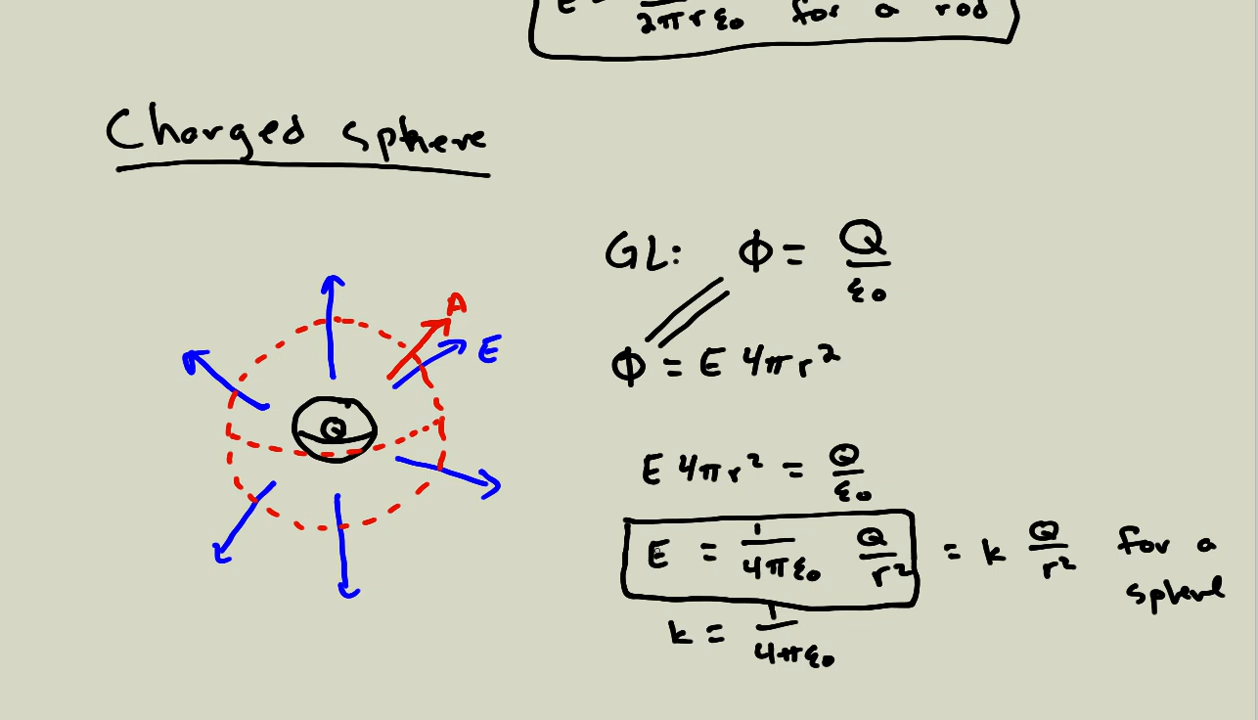 E = 2πrε₀ for a rod
Charged sphere
GL: Φ = Q/ε₀
Φ = E 4πr²
A
E
Q
E 4πr² = Q/ε₀
E = 1/4πε₀ Q/r² = k Q/r² for a
sphere
k = 1/4πε₀